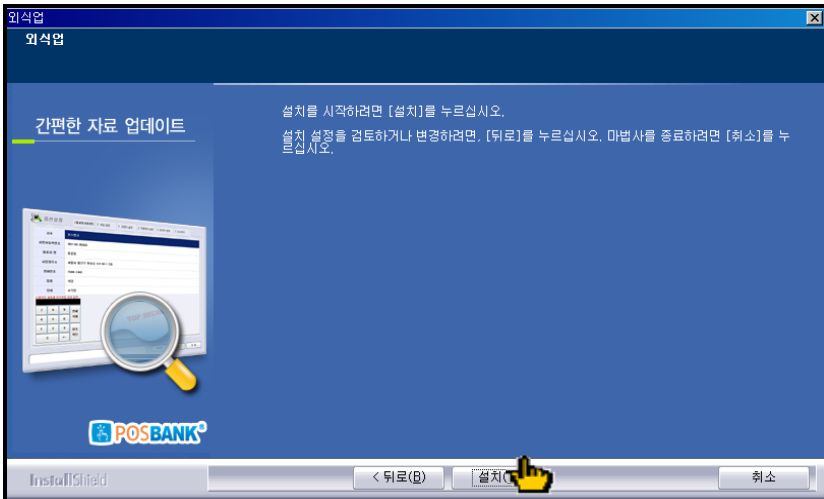 외식업
외식업
설치를 시작하려면 [설치]를 누르십시오.
설치 설정을 검토하거나 변경하려면, [뒤로]를 누르십시오. 마법사를 종료하려면 [취소]를 누
르십시오.
간편한 자료 업데이트
POSBANK®
InstallShield
< 뒤로(B)
설치(
취소